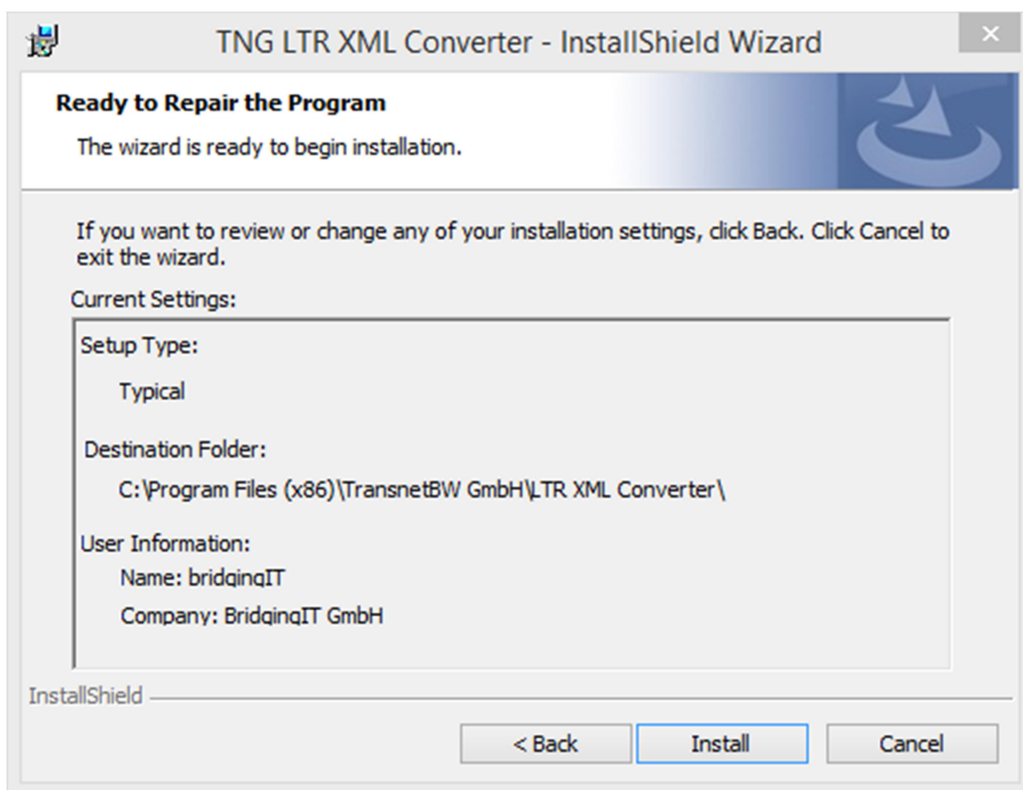 TNG LTR XML Converter - InstallShield Wizard
Ready to Repair the Program
The wizard is ready to begin installation.
If you want to review or change any of your installation settings, click Back. Click Cancel to
exit the wizard.
Current Settings:
Setup Type:
Typical
Destination Folder:
C:\Program Files (x86)\TransnetBW GmbH\LTR XML Converter\
User Information:
Name: bridgingIT
Company: BridgingIT GmbH
InstallShield
< Back
Install
Cancel